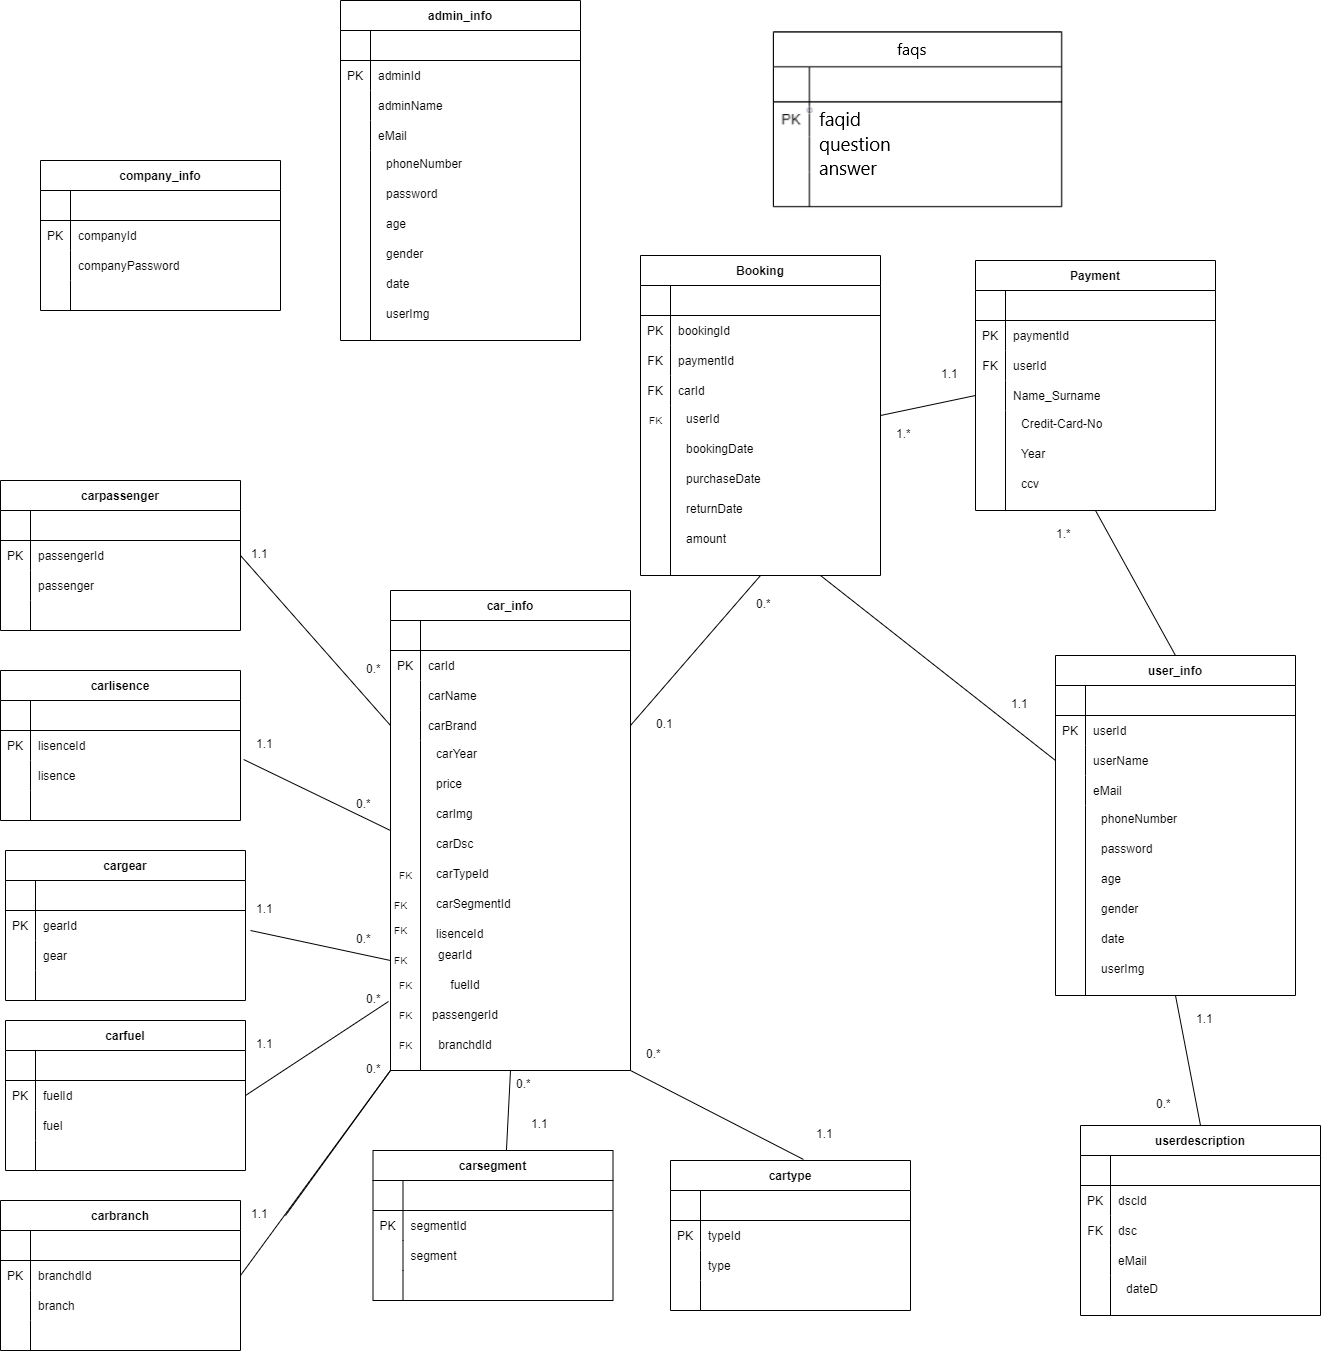 admin_info
PK adminId
adminName
eMail
phoneNumber
password
age
gender
date
userImg
faqs
PK faqid
question
answer
company_info
PK companyId
companyPassword
Booking
PK bookingId
FK paymentId
FK carId
FK userId
bookingDate
purchaseDate
returnDate
amount
1.1
1.*
Payment
PK paymentId
FK userId
Name_Surname
Credit-Card-No
Year
ccv
1.*
carpassenger
PK passengerId
passenger
1.1
0.*
carlisence
PK lisenceId
lisence
1.1
0.*
cargear
PK gearId
gear
1.1
0.*
carfuel
PK fuelId
fuel
1.1
0.*
carbranch
PK branchdId
branch
1.1
0.*
car_info
PK carId
carName
carBrand
carYear
price
carImg
carDsc
FK carTypeId
FK carSegmentId
FK lisenceId
FK gearId
FK fuelId
FK passengerId
FK branchdId
0.*
0.1
1.1
user_info
PK userId
userName
eMail
phoneNumber
password
age
gender
date
userImg
0.*
1.1
carsegment
PK segmentId
segment
0.*
1.1
cartype
PK typeId
type
1.1
0.*
userdescription
PK dscId
FK dsc
eMail
dateD